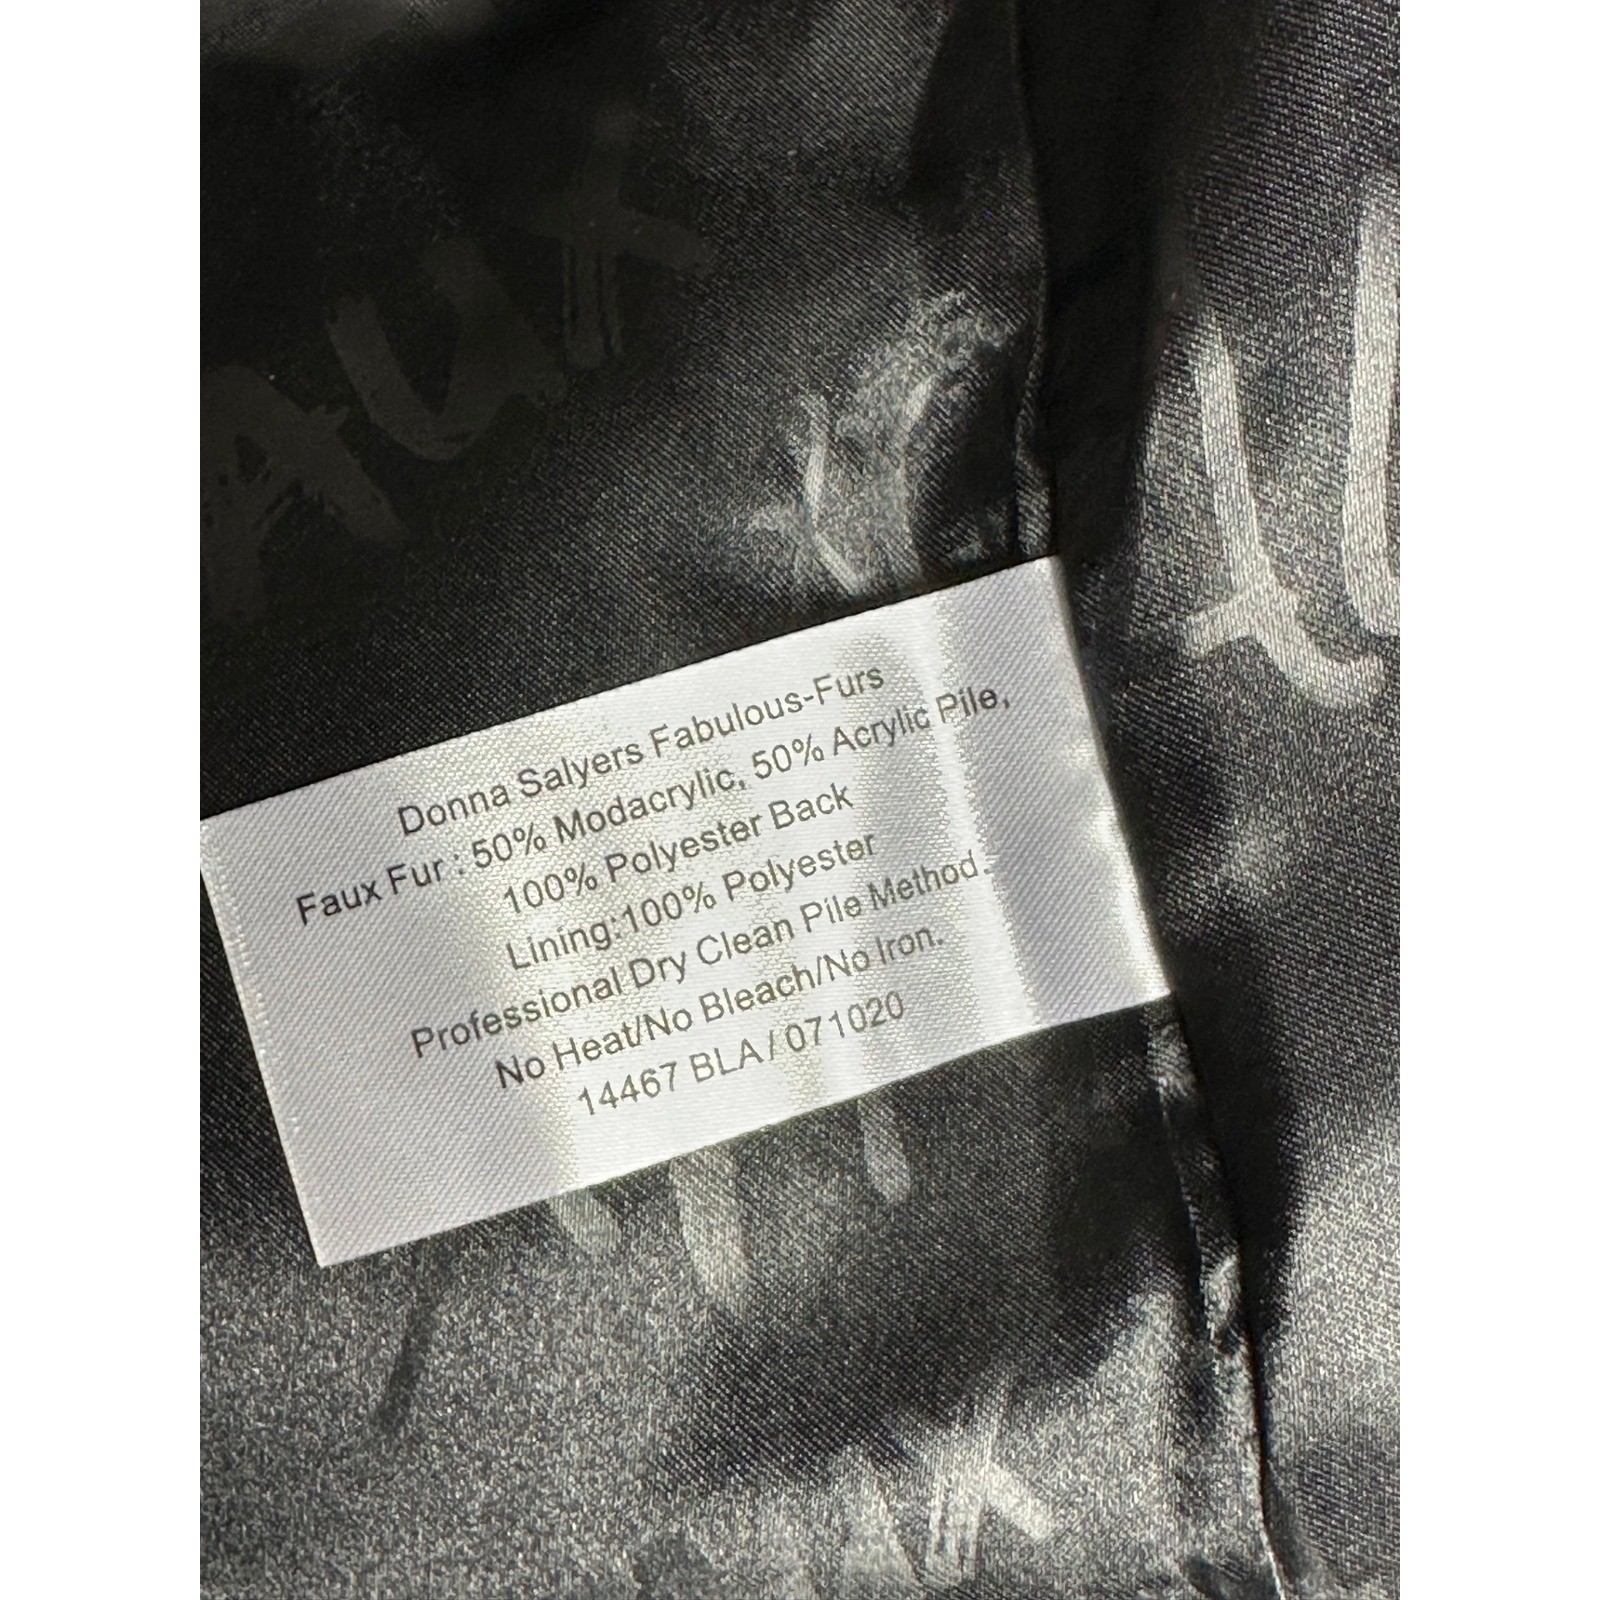 aux
Donna Salyers Fabulous-Furs
Faux Fur : 50% Modacrylic, 50% Acrylic Pile,
100% Polyester Back
Lining:100% Polyester
Professional Dry Clean Pile Method.
No Heat/No Bleach/No Iron.
14467 BLA / 071020